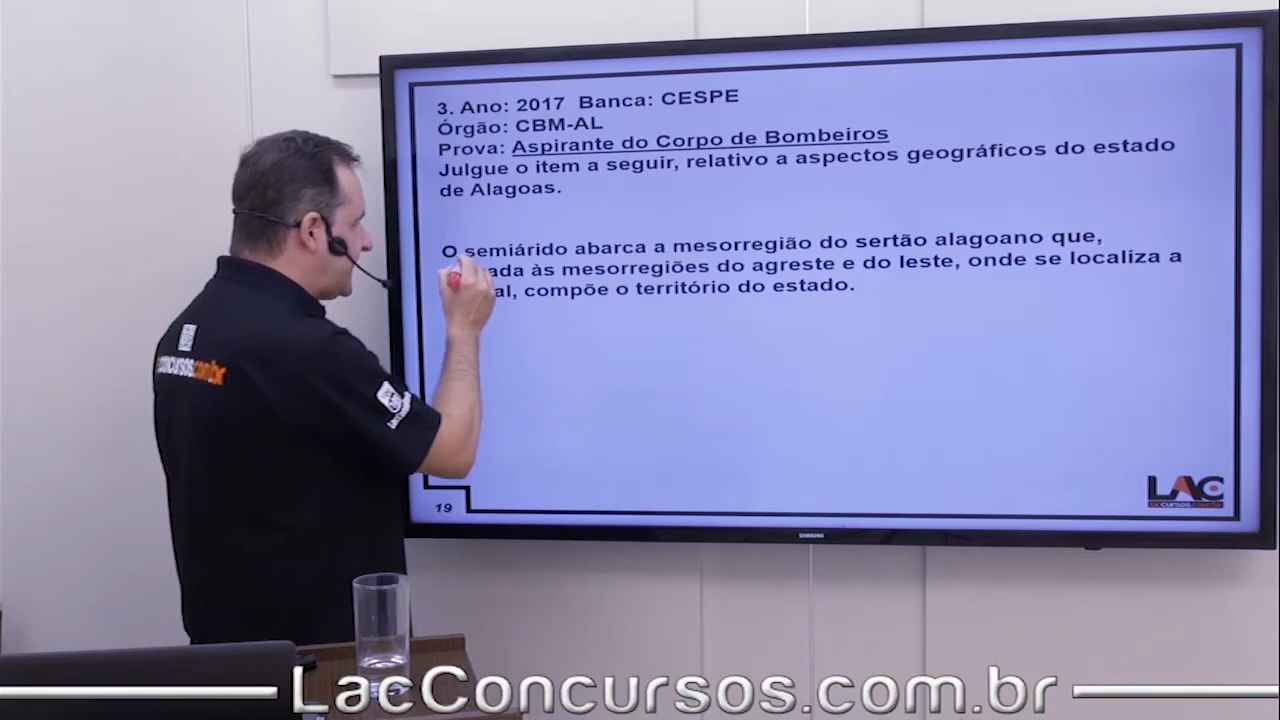 3. Ano: 2017 Banca: CESPE
Órgão: CBM-AL
Prova: Aspirante do Corpo de Bombeiros
Julgue o item a seguir, relativo a aspectos geográficos do estado
de Alagoas.
O semiárido abarca a mesorregião do sertão alagoano que,
às mesorregiões do agreste e do leste, onde se localiza a
compõe o território do estado.
19
LAC
SAMSUNG
LacConcursos.com.br